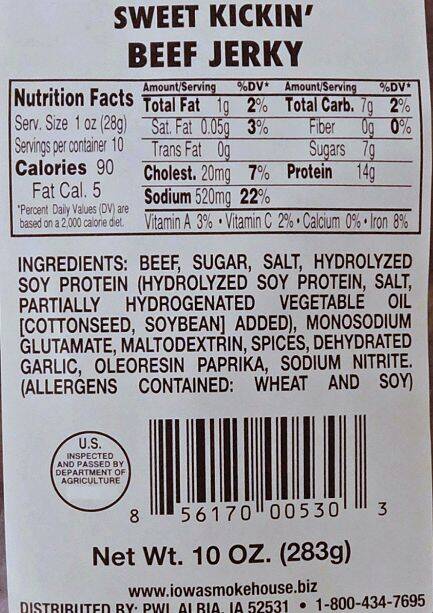 SWEET KICKIN'
BEEF JERKY
Nutrition Facts
Serv. Size 1 oz (28g)
Servings per container 10
Calories 90
Fat Cal. 5
*Percent Daily Values (DV) are
based on a 2,000 calorie diet.
Amount/Serving %DV* Amount/Serving %DV*
Total Fat 1g 2% Total Carb. 7g 2%
Sat. Fat 0.05g 3% Fiber 0g 0%
Trans Fat 0g Sugars 7g
Cholest. 20mg 7% Protein 14g
Sodium 520mg 22%
Vitamin A 3% • Vitamin C 2% • Calcium 0% • Iron 8%
INGREDIENTS: BEEF, SUGAR, SALT, HYDROLYZED
SOY PROTEIN (HYDROLYZED SOY PROTEIN, SALT,
PARTIALLY HYDROGENATED VEGETABLE OIL
[COTTONSEED, SOYBEAN] ADDED), MONOSODIUM
GLUTAMATE, MALTODEXTRIN, SPICES, DEHYDRATED
GARLIC, OLEORESIN PAPRIKA, SODIUM NITRITE.
(ALLERGENS CONTAINED: WHEAT AND SOY)
U.S.
INSPECTED
AND PASSED BY
DEPARTMENT OF
AGRICULTURE
8 56170 00530 3
Net Wt. 10 OZ. (283g)
www.iowasmokehouse.biz
DISTRIBUTED BY: PWI, ALBIA, IA 52531 • 1-800-434-7695